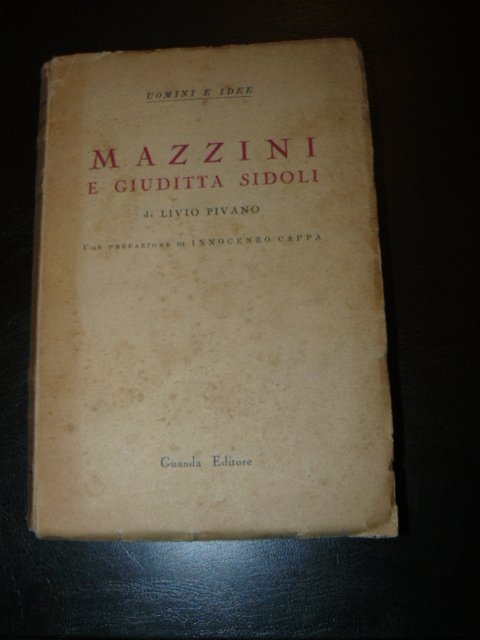 UOMINI E IDEE
MAZZINI
E GIUDITTA SIDOLI
di LIVIO PIVANO
CON PREFAZIONE DI INNOCENZO CAPPA
Guanda Editore